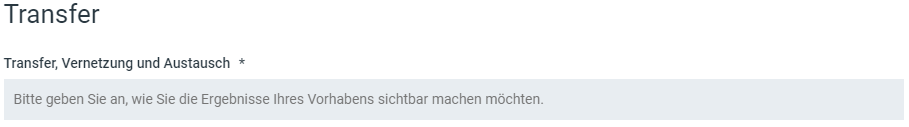 Transfer
Transfer, Vernetzung und Austausch *
Bitte geben Sie an, wie Sie die Ergebnisse Ihres Vorhabens sichtbar machen möchten.